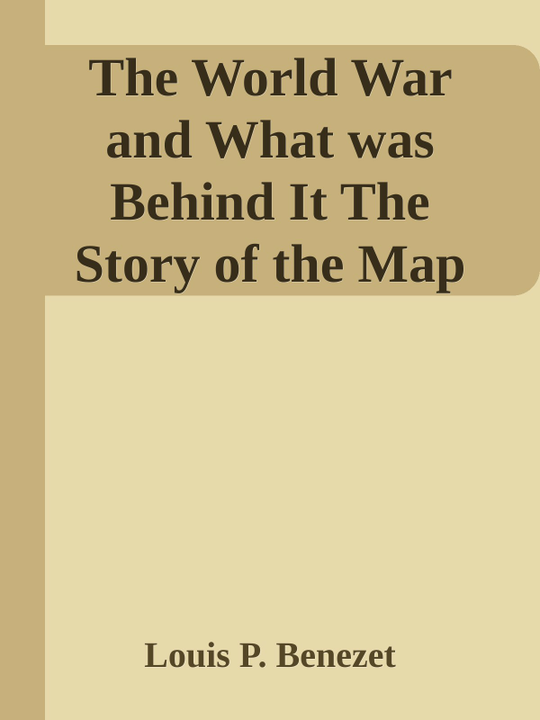 The World War
and What was
Behind It The
Story of the Map
Louis P. Benezet